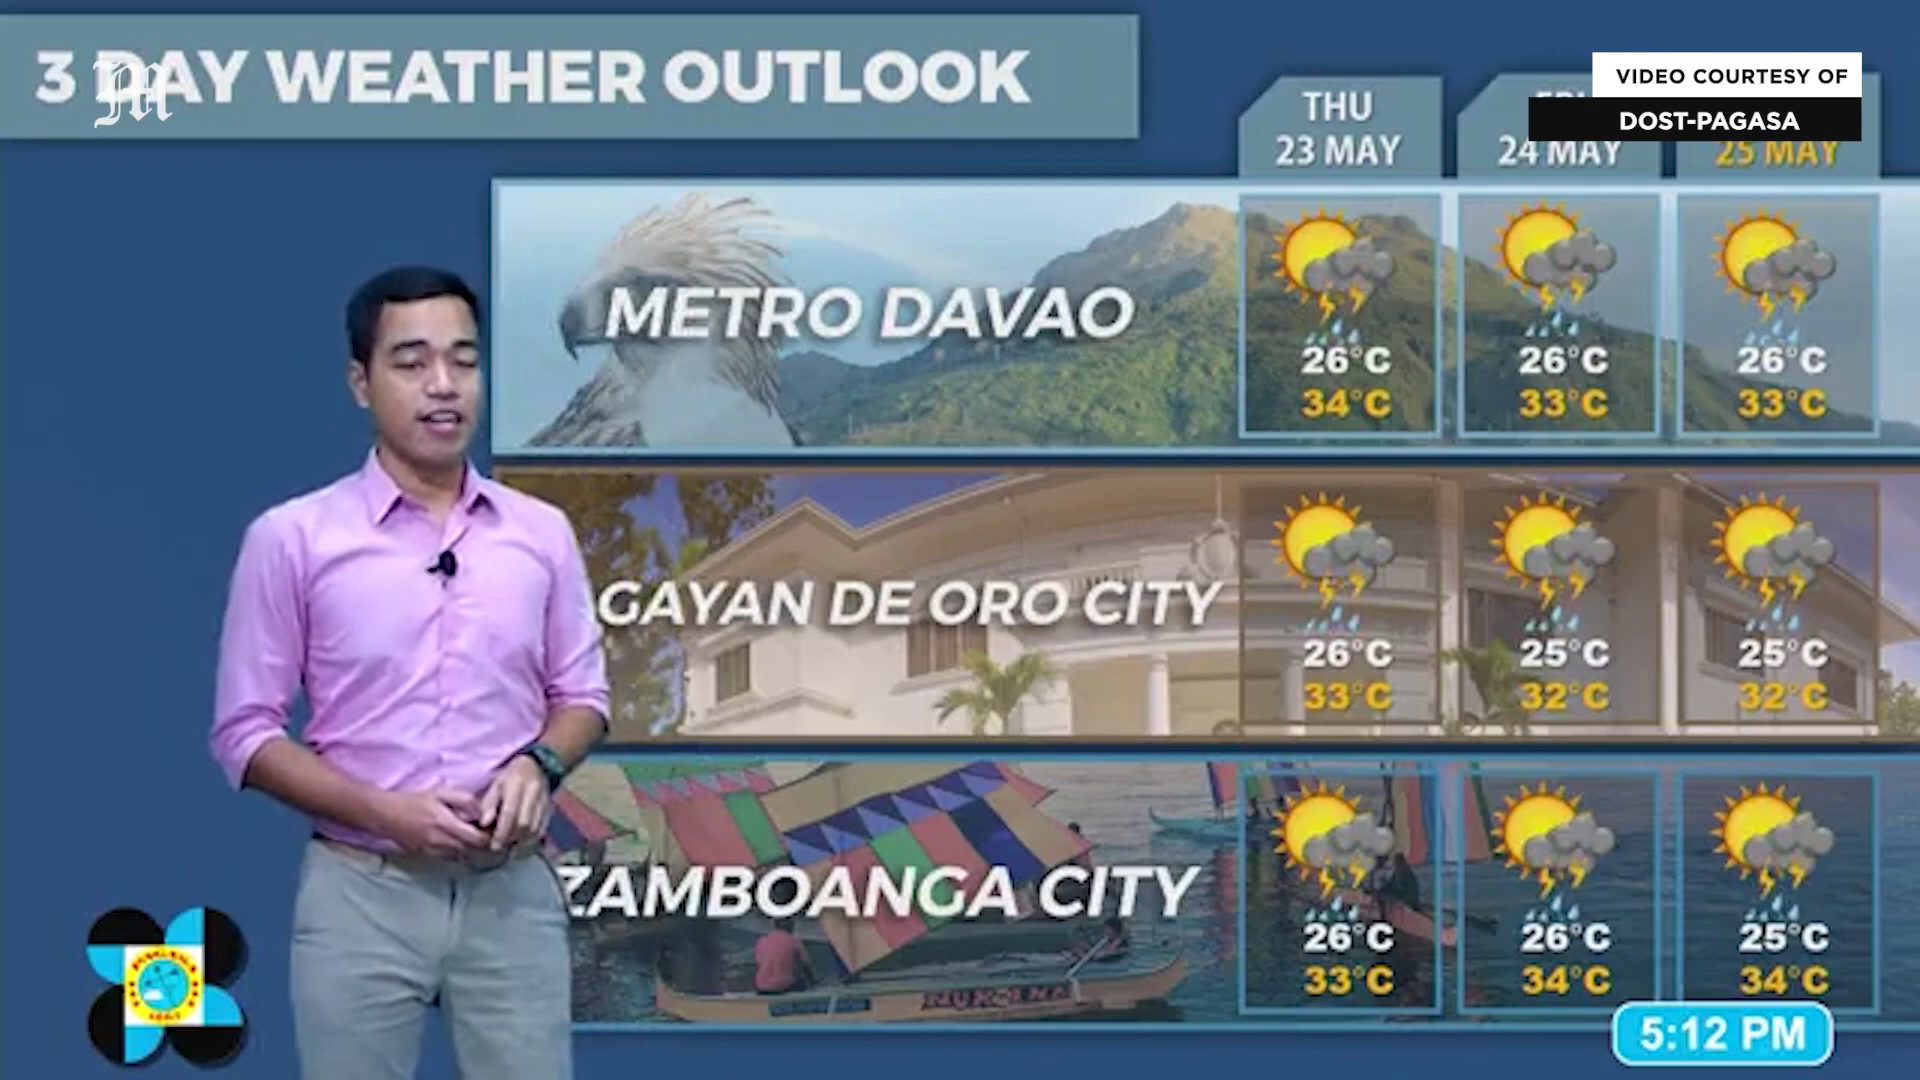 3 DAY WEATHER OUTLOOK
M
VIDEO COURTESY OF
DOST-PAGASA
THU
23 MAY
24 MAY
25 MAY
METRO DAVAO
26°C
34°C
26°C
33°C
26°C
33°C
GAYAN DE ORO CITY
26°C
33°C
25°C
32°C
25°C
32°C
ZAMBOANGA CITY
26°C
33°C
26°C
34°C
25°C
34°C
5:12 PM